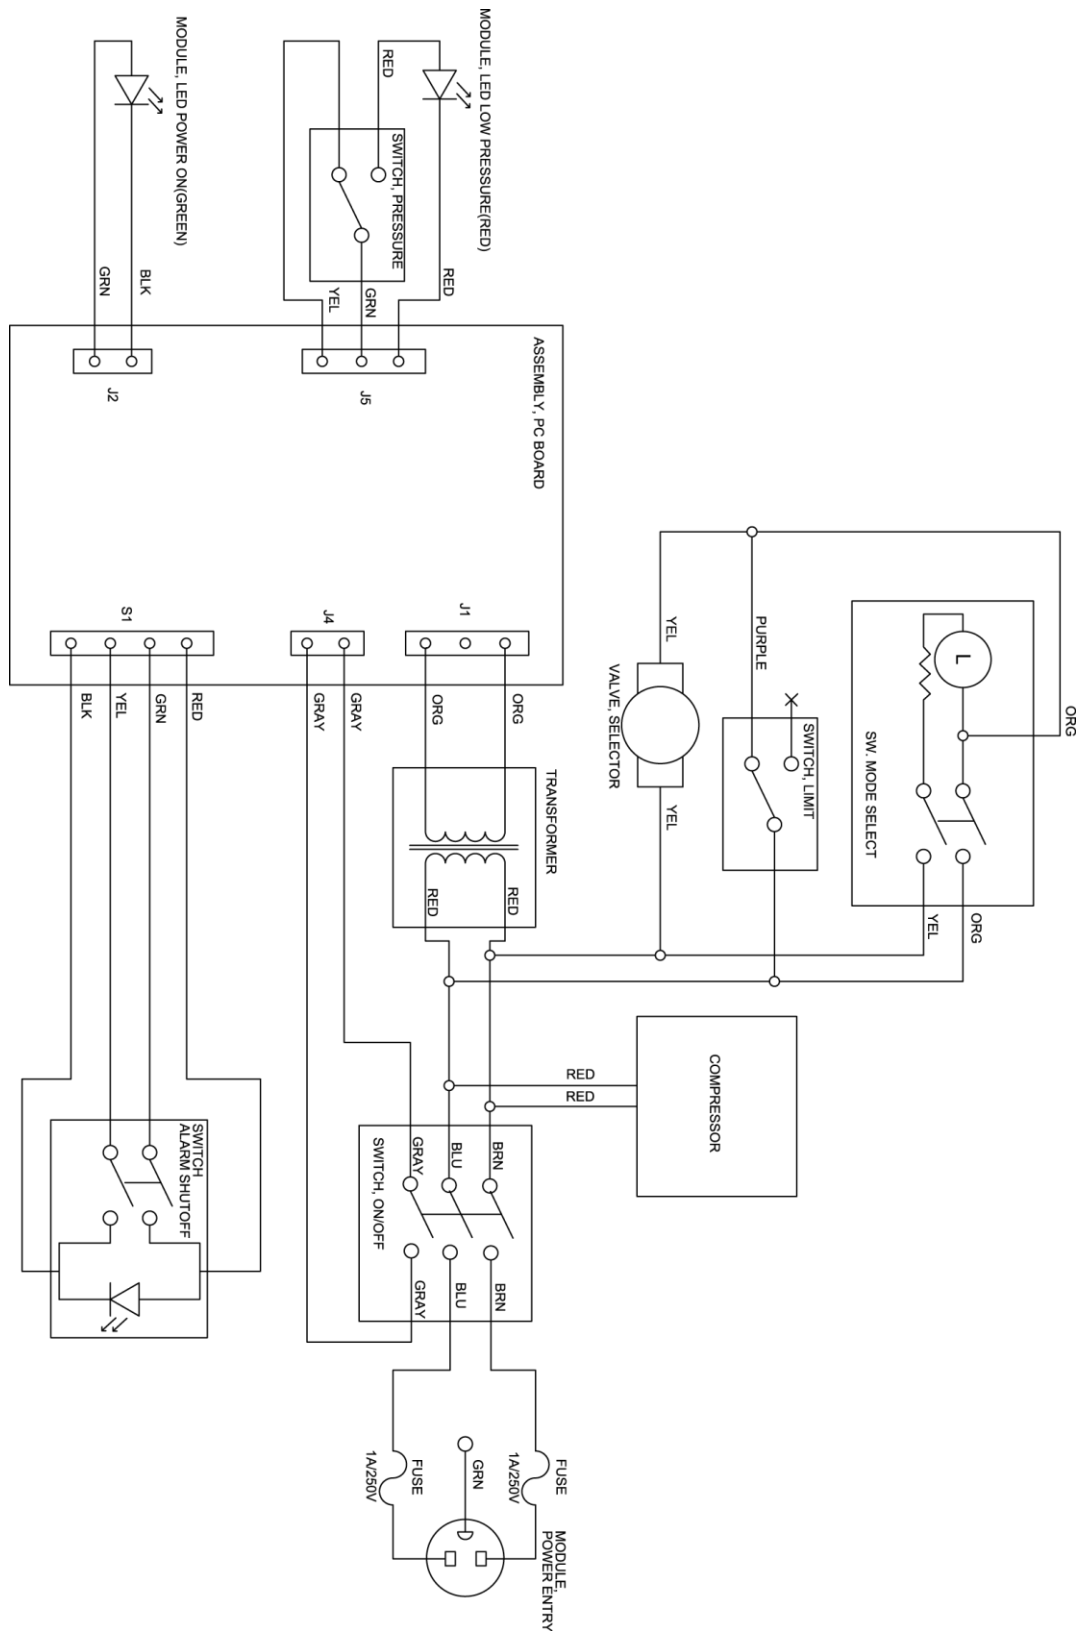 MODULE, LED POWER ON(GREEN)
GRN
BLK
RED
MODULE, LED LOW PRESSURE(RED)
SWITCH, PRESSURE
YEL
GRN
RED
J2
J5
ASSEMBLY, PC BOARD
S1
J4
J1
BLK
YEL
GRN
RED
GRAY
GRAY
ORG
ORG
TRANSFORMER
RED
RED
YEL
VALVE, SELECTOR
YEL
PURPLE
SWITCH, LIMIT
L
ORG
SW. MODE SELECT
YEL
ORG
COMPRESSOR
RED
RED
SWITCH
ALARM SHUTOFF
SWITCH, ON/OFF
GRAY
BLU
BRN
GRAY
BLU
BRN
FUSE
1A/250V
GRN
FUSE
1A/250V
MODULE,
POWER ENTRY